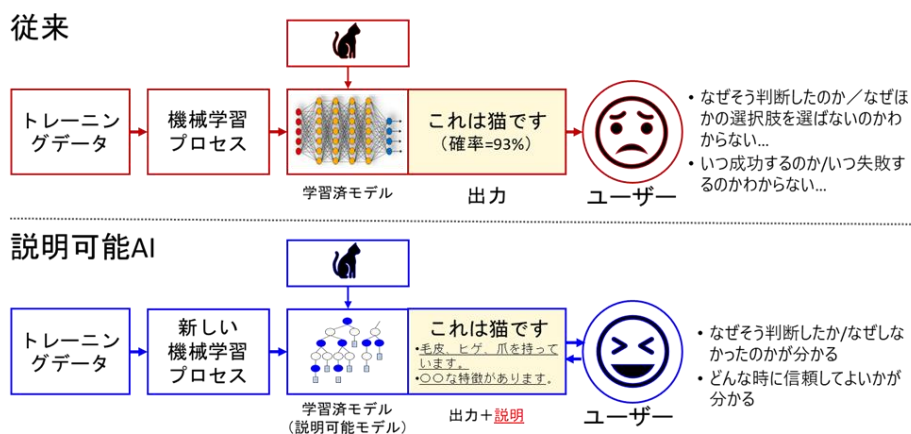 従来
トレーニン
グデータ
機械学習
プロセス
学習済モデル
これは猫です
(確率=93%)
出力
ユーザー
• なぜそう判断したのか／なぜほ
かの選択肢を選ばないのかわ
からない…
• いつ成功するのか/いつ失敗す
るのかわからない…
説明可能AI
トレーニン
グデータ
新しい
機械学習
プロセス
学習済モデル
(説明可能モデル)
これは猫です
•毛皮、ヒゲ、爪を持って
います。
•〇〇な特徴があります。
出力＋説明
ユーザー
• なぜそう判断したか/なぜしな
かったのかが分かる
• どんな時に信頼してよいかが
分かる